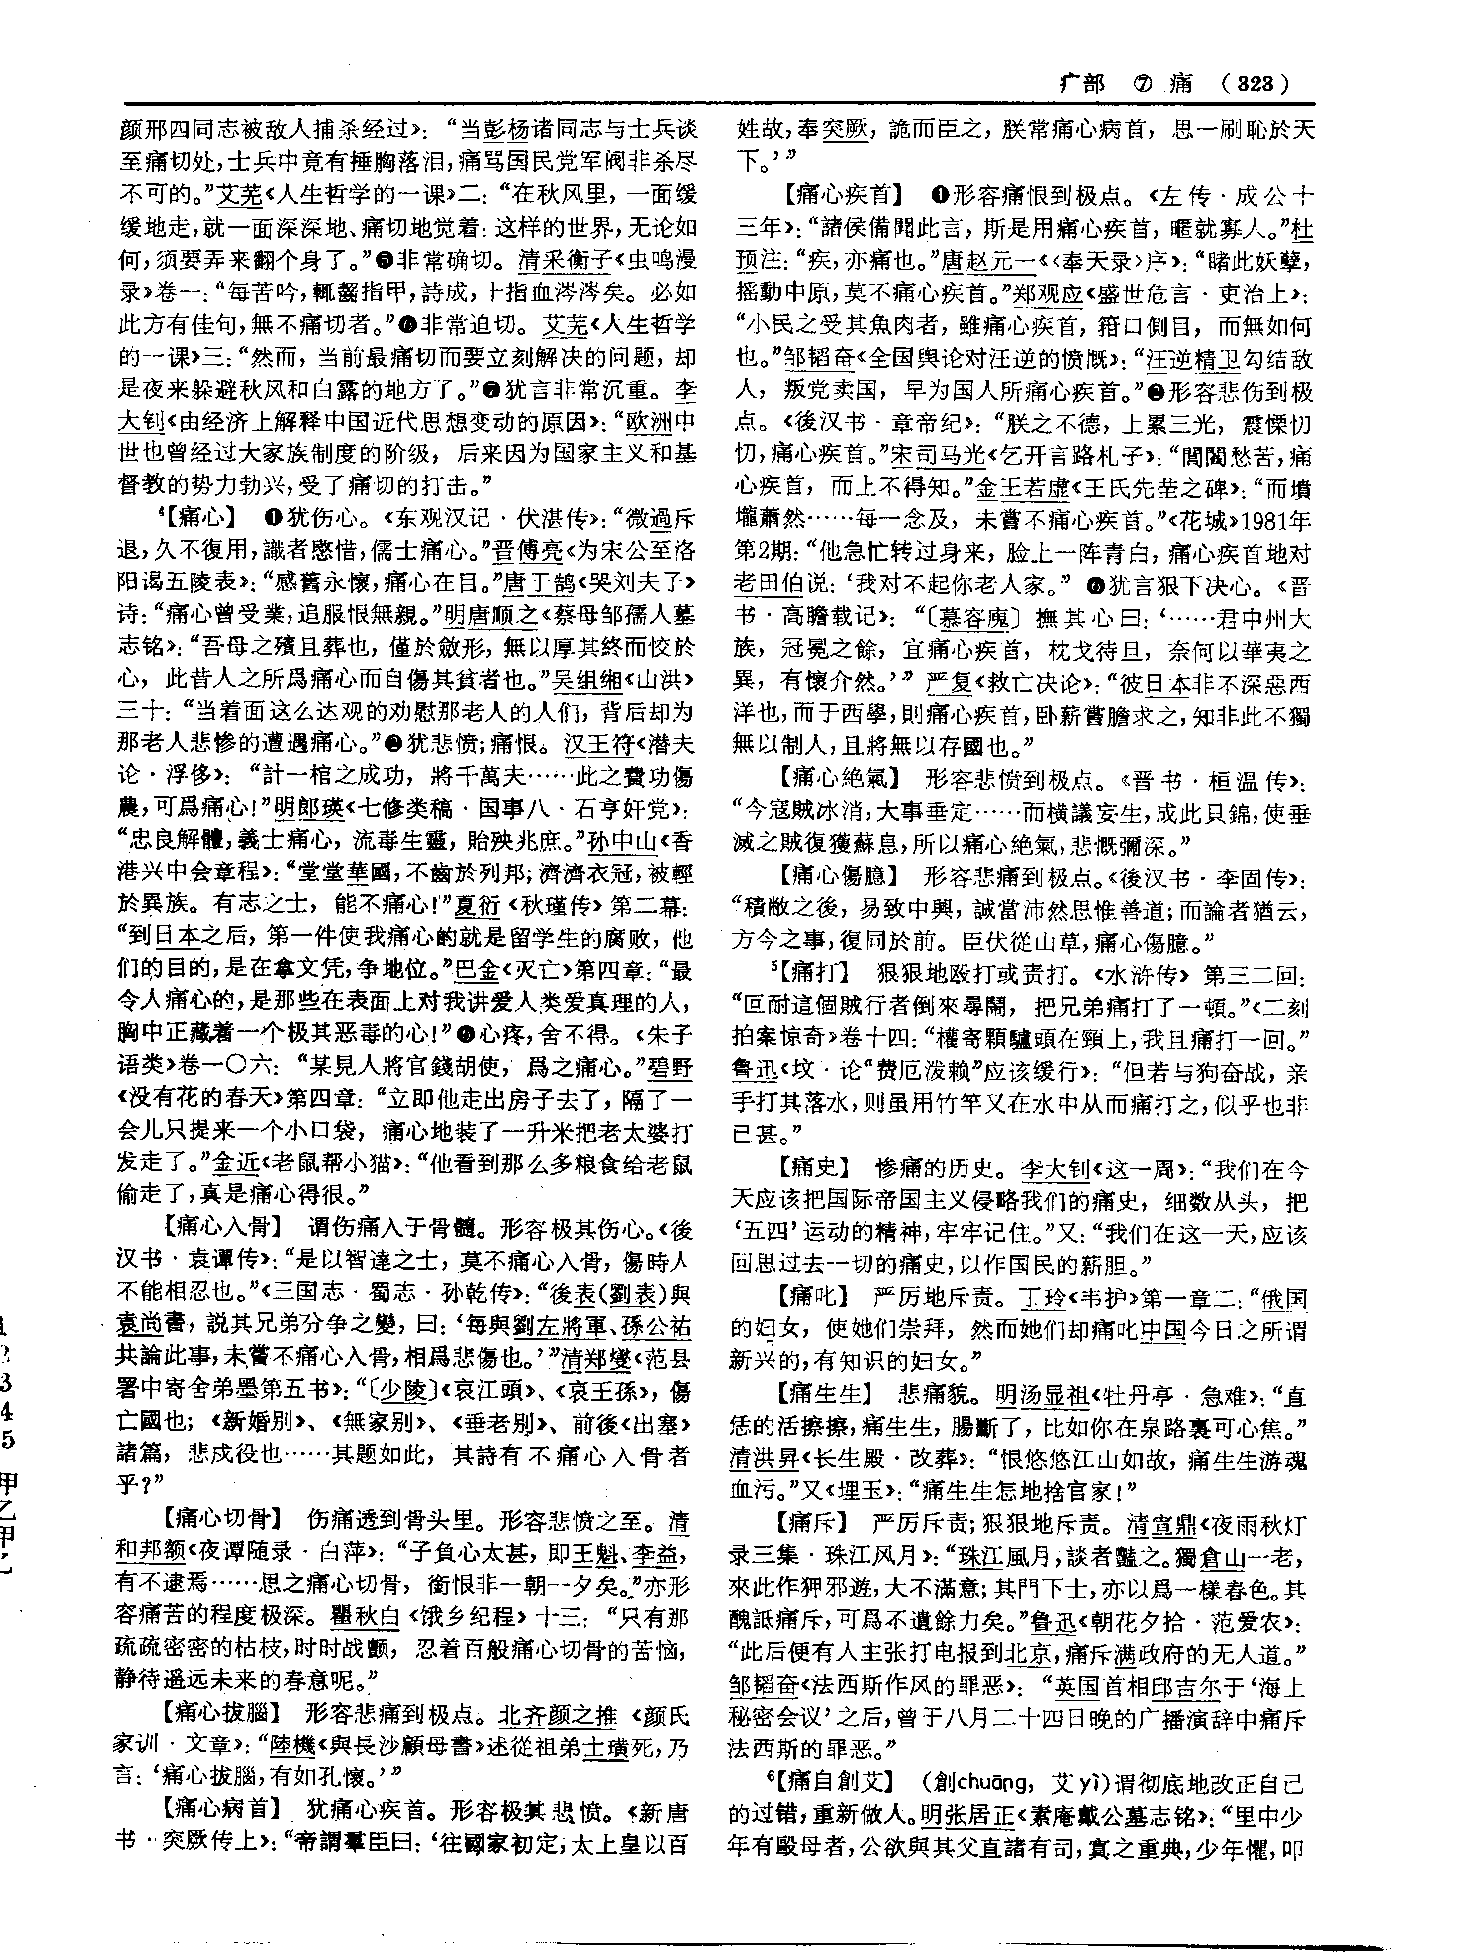 疒部 ⑦ 痛 （323）
颜邢四同志被敌人捕杀经过》：“当彭杨诸同志与士兵谈
至痛切处，士兵中竟有捶胸落泪，痛骂国民党军阀非杀尽
不可的。”艾芜《人生哲学的一课》二：“在秋风里，一面缓
缓地走，就一面深深地、痛切地觉着：这样的世界，无论如
何，须要弄来翻个身了。”❺非常确切。清采衡子《虫鸣漫
录》卷一：“每苦吟，輒齧指甲，詩成，十指血涔涔矣。必如
此方有佳句，無不痛切者。”❻非常迫切。艾芜《人生哲学
的一课》三：“然而，当前最痛切而要立刻解决的问题，却
是夜来躲避秋风和白露的地方了。”❼犹言非常沉重。李
大钊《由经济上解释中国近代思想变动的原因》：“欧洲中
世也曾经过大家族制度的阶级，后来因为国家主义和基
督教的势力勃兴，受了痛切的打击。”
⁴【痛心】 ❶犹伤心。《东观汉记·伏湛传》：“微過斥
退，久不復用，識者愍惜，儒士痛心。”晋傅亮《为宋公至洛
阳谒五陵表》：“感舊永懷，痛心在目。”唐丁鹄《哭刘夫子》
诗：“痛心曾受業，追服恨無親。”明唐顺之《蔡母邹孺人墓
志铭》：“吾母之殯且葬也，僅於斂形，無以厚其終而恔於
心，此昔人之所爲痛心而自傷其貧者也。”吴组缃《山洪》
三十：“当着面这么达观的劝慰那老人的人们，背后却为
那老人悲惨的遭遇痛心。”❷犹悲愤；痛恨。汉王符《潜夫
论·浮侈》：“計一棺之成功，將千萬夫……此之費功傷
農，可爲痛心！”明郎瑛《七修类稿·国事八·石亨奸党》：
“忠良解體，義士痛心，流毒生靈，貽殃兆庶。”孙中山《香
港兴中会章程》：“堂堂華國，不齒於列邦；濟濟衣冠，被輕
於異族。有志之士，能不痛心！”夏衍《秋瑾传》第二幕：
“到日本之后，第一件使我痛心的就是留学生的腐败，他
们的目的，是在拿文凭，争地位。”巴金《灭亡》第四章：“最
令人痛心的，是那些在表面上对我讲爱人类爱真理的人，
胸中正藏着一个极其恶毒的心！”❸心疼，舍不得。《朱子
语类》卷一〇六：“某見人將官錢胡使，爲之痛心。”碧野
《没有花的春天》第四章：“立即他走出房子去了，隔了一
会儿只提来一个小口袋，痛心地装了一升米把老太婆打
发走了。”金近《老鼠帮小猫》：“他看到那么多粮食给老鼠
偷走了，真是痛心得很。”
【痛心入骨】 谓伤痛入于骨髓。形容极其伤心。《後
汉书·袁谭传》：“是以智達之士，莫不痛心入骨，傷時人
不能相忍也。”《三国志·蜀志·孙乾传》：“後表（劉表）與
袁尚書，説其兄弟分争之變，曰：‘每與劉左將軍、孫公祐
共論此事，未嘗不痛心入骨，相爲悲傷也。’”清郑燮《范县
署中寄舍弟墨第五书》：“〔少陵〕《哀江頭》、《哀王孫》，傷
亡國也；《新婚别》、《無家别》、《垂老别》、前後《出塞》
諸篇，悲戍役也……其题如此，其詩有不痛心入骨者
乎？”
【痛心切骨】 伤痛透到骨头里。形容悲愤之至。清
和邦额《夜谭随录·白萍》：“子負心太甚，即王魁、李益，
有不逮焉……思之痛心切骨，銜恨非一朝一夕矣。”亦形
容痛苦的程度极深。瞿秋白《饿乡纪程》十三：“只有那
疏疏密密的枯枝，时时战颤，忍着百般痛心切骨的苦恼，
静待遥远未来的春意呢。”
【痛心拔腦】 形容悲痛到极点。北齐颜之推《颜氏
家训·文章》：“陸機《與長沙顧母書》述從祖弟士璜死，乃
言：‘痛心拔腦，有如孔懷。’”
【痛心病首】 犹痛心疾首。形容极其悲愤。《新唐
书·突厥传上》：“帝謂羣臣曰：‘往國家初定，太上皇以百
姓故，奉突厥，詭而臣之，朕常痛心病首，思一刷恥於天
下。’”
【痛心疾首】 ❶形容痛恨到极点。《左传·成公十
三年》：“諸侯備聞此言，斯是用痛心疾首，暱就寡人。”杜
预注：“疾，亦痛也。”唐赵元一《〈奉天录〉序》：“睹此妖孽，
摇動中原，莫不痛心疾首。”郑观应《盛世危言·吏治上》：
“小民之受其魚肉者，雖痛心疾首，箝口側目，而無如何
也。”邹韬奋《全国舆论对汪逆的愤慨》：“汪逆精卫勾结敌
人，叛党卖国，早为国人所痛心疾首。”❷形容悲伤到极
点。《後汉书·章帝纪》：“朕之不德，上累三光，震慄忉
忉，痛心疾首。”宋司马光《乞开言路札子》：“閭閻愁苦，痛
心疾首，而上不得知。”金王若虚《王氏先茔之碑》：“而墳
壠蕭然……每一念及，未嘗不痛心疾首。”《花城》1981年
第2期：“他急忙转过身来，脸上一阵青白，痛心疾首地对
老田伯说：‘我对不起你老人家。” ❸犹言狠下决心。《晋
书·高瞻载记》：“〔慕容廆〕撫其心曰：‘……君中州大
族，冠冕之餘，宜痛心疾首，枕戈待旦，奈何以華夷之
異，有懷介然。’”严复《救亡决论》：“彼日本非不深惡西
洋也，而于西學，則痛心疾首，卧薪嘗膽求之，知非此不獨
無以制人，且將無以存國也。”
【痛心絶氣】 形容悲愤到极点。《晋书·桓温传》：
“今寇賊冰消，大事垂定……而横議妄生，成此貝錦，使垂
滅之賊復獲蘇息，所以痛心絶氣，悲慨彌深。”
【痛心傷臆】 形容悲痛到极点。《後汉书·李固传》：
“積敝之後，易致中興，誠當沛然思惟善道；而論者猶云，
方今之事，復同於前。臣伏從山草，痛心傷臆。”
⁵【痛打】 狠狠地殴打或责打。《水浒传》第三二回：
“叵耐這個賊行者倒來尋鬧，把兄弟痛打了一頓。”《二刻
拍案惊奇》卷十四：“權寄顆驢頭在頸上，我且痛打一回。”
鲁迅《坟·论“费厄泼赖”应该缓行》：“但若与狗奋战，亲
手打其落水，则虽用竹竿又在水中从而痛打之，似乎也非
已甚。”
【痛史】 惨痛的历史。李大钊《这一周》：“我们在今
天应该把国际帝国主义侵略我们的痛史，细数从头，把
‘五四’运动的精神，牢牢记住。”又：“我们在这一天，应该
回思过去一切的痛史，以作国民的薪胆。”
【痛叱】 严厉地斥责。丁玲《韦护》第一章二：“俄国
的妇女，使她们崇拜，然而她们却痛叱中国今日之所谓
新兴的，有知识的妇女。”
【痛生生】 悲痛貌。明汤显祖《牡丹亭·急难》：“直
恁的活擦擦，痛生生，腸斷了，比如你在泉路裏可心焦。”
清洪昇《长生殿·改葬》：“恨悠悠江山如故，痛生生游魂
血污。”又《埋玉》：“痛生生怎地捨官家！”
【痛斥】 严厉斥责；狠狠地斥责。清宣鼎《夜雨秋灯
录三集·珠江风月》：“珠江風月，談者豔之。獨倉山一老，
來此作狎邪遊，大不滿意；其門下士，亦以爲一樣春色。其
醜詆痛斥，可爲不遺餘力矣。”鲁迅《朝花夕拾·范爱农》：
“此后便有人主张打电报到北京，痛斥满政府的无人道。”
邹韬奋《法西斯作风的罪恶》：“英国首相邱吉尔于‘海上
秘密会议’之后，曾于八月二十四日晚的广播演辞中痛斥
法西斯的罪恶。”
⁶【痛自創艾】 （創chuāng，艾yì）谓彻底地改正自己
的过错，重新做人。明张居正《素庵戴公墓志铭》：“里中少
年有毆母者，公欲與其父直諸有司，寘之重典，少年懼，叩
3
4
5
甲
乙
甲